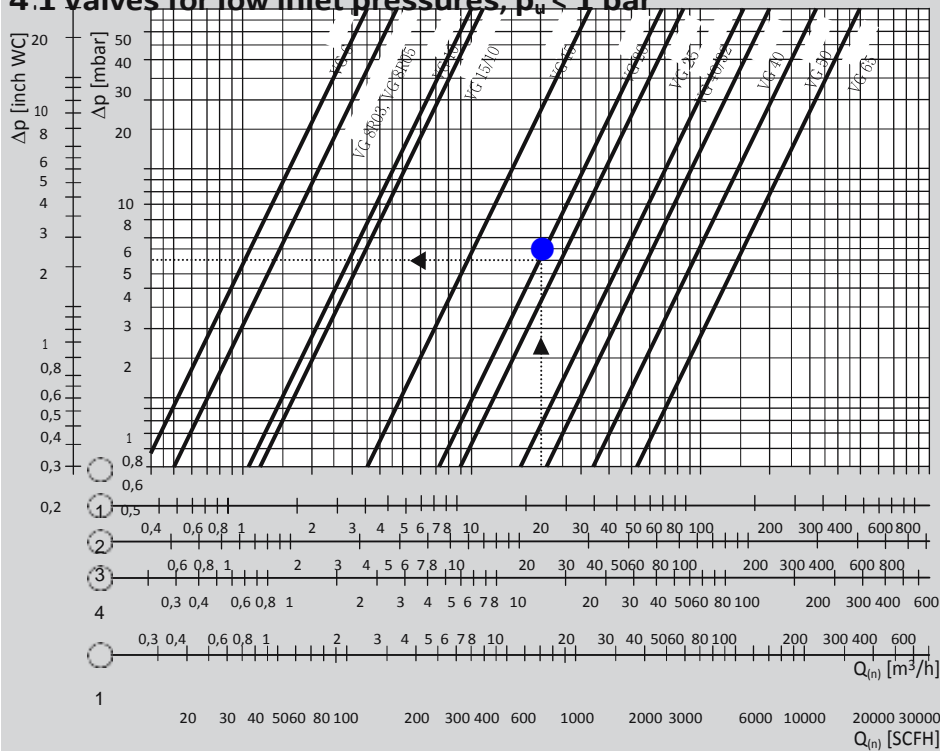 4.1 Valves for low inlet pressures, pu < 1 bar
Δp [inch WC]
20
10
8
6
5
4
3
2
1
0,8
0,6
0,5
0,4
0,3
0,2
Δp [mbar]
50
40
30
20
10
8
6
5
4
3
2
1
0,8
0,6
0,5
VG 8R03, VG 8R05
VG 15/10
VG 25
VG 40/32
VG 40
VG 50
VG 65
1
0,4 0,6 0,8 1 2 3 4 5 6 7 8 10 20 30 40 50 60 80 100 200 300 400 600 800
2
0,6 0,8 1 2 3 4 5 6 7 8 10 20 30 40 50 60 80 100 200 300 400 600 800
3
0,3 0,4 0,6 0,8 1 2 3 4 5 6 7 8 10 20 30 40 50 60 80 100 200 300 400 600
4
0,3 0,4 0,6 0,8 1 2 3 4 5 6 7 8 10 20 30 40 50 60 80 100 200 300 400 600
Q(n) [m³/h]
1
20 30 40 50 60 80 100 200 300 400 600 1000 2000 3000 6000 10000 20000 30000
Q(n) [SCFH]